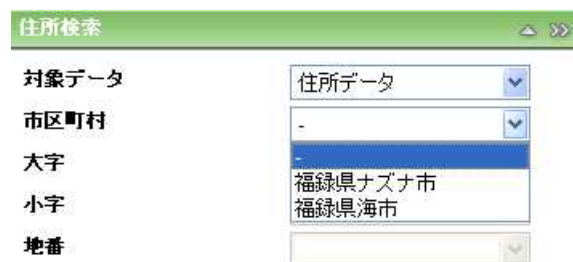 住所検索
対象データ 住所データ
市区町村 -
-
大字
福録県ナズナ市
小字 福録県海市
地番